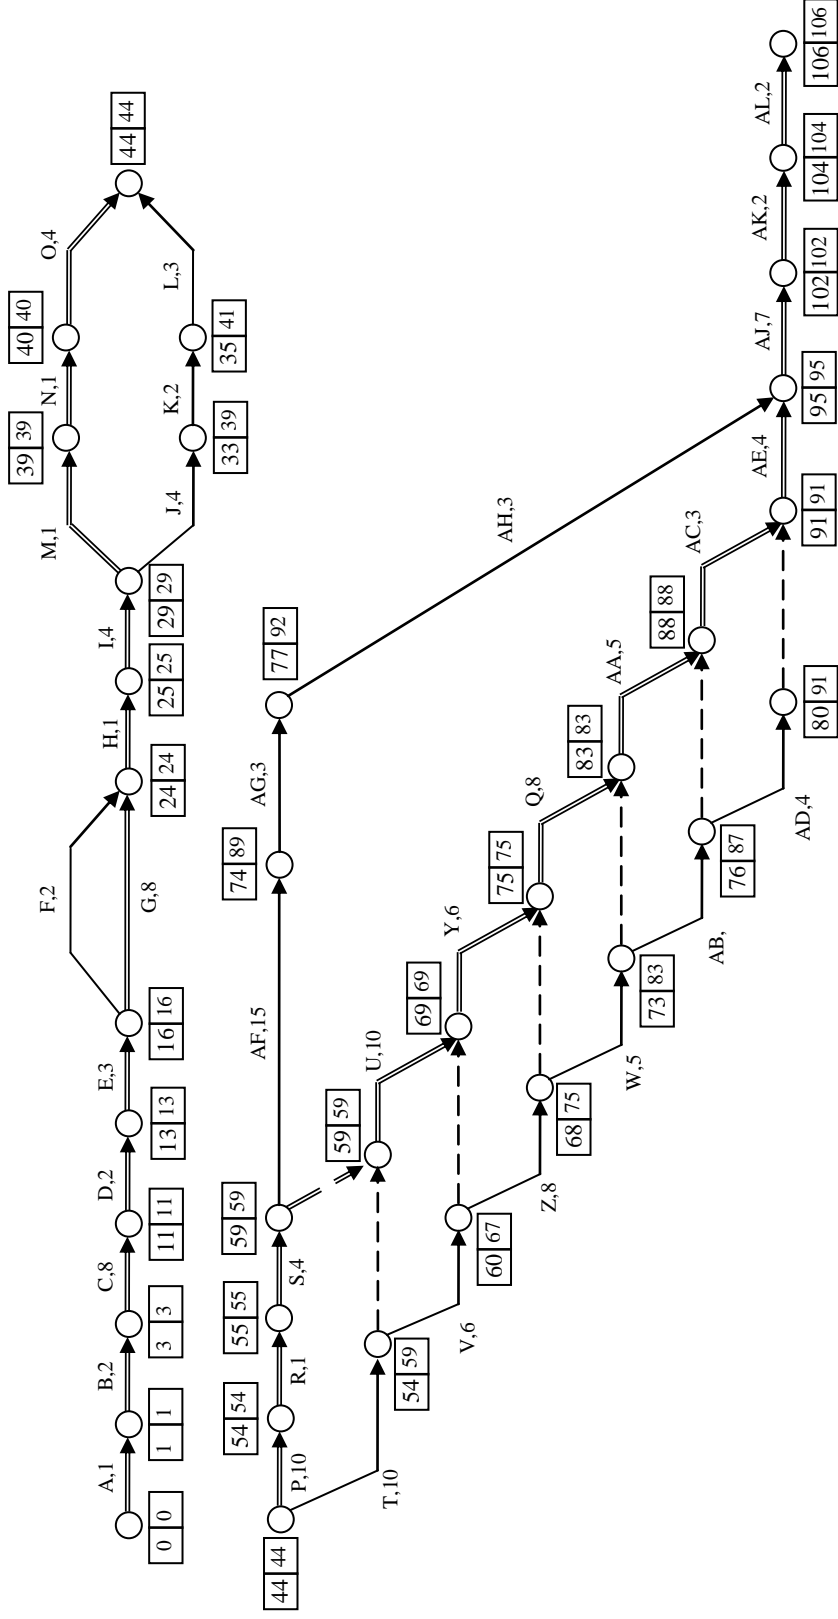 39 39
40 40
F,2
M,1
N,1
O,4
44 44
A,1
B,2
C,8
D,2
E,3
G,8
H,1
I,4
0 0
1 1
3 3
11 11
13 13
16 16
24 24
25 25
29 29
J,4
K,2
L,3
33 39
35 41
44 44
54 54
55 55
59 59
74 89
77 92
P,10
R,1
S,4
AF,15
AG,3
AH,3
T,10
59 59
U,10
54 59
V,6
69 69
Y,6
60 67
Z,8
75 75
Q,8
68 75
W,5
83 83
AA,5
73 83
AB,
88 88
AC,3
76 87
AD,4
AE,4
AJ,7
AK,2
AL,2
80 91
91 91
95 95
102 102
104 104
106 106